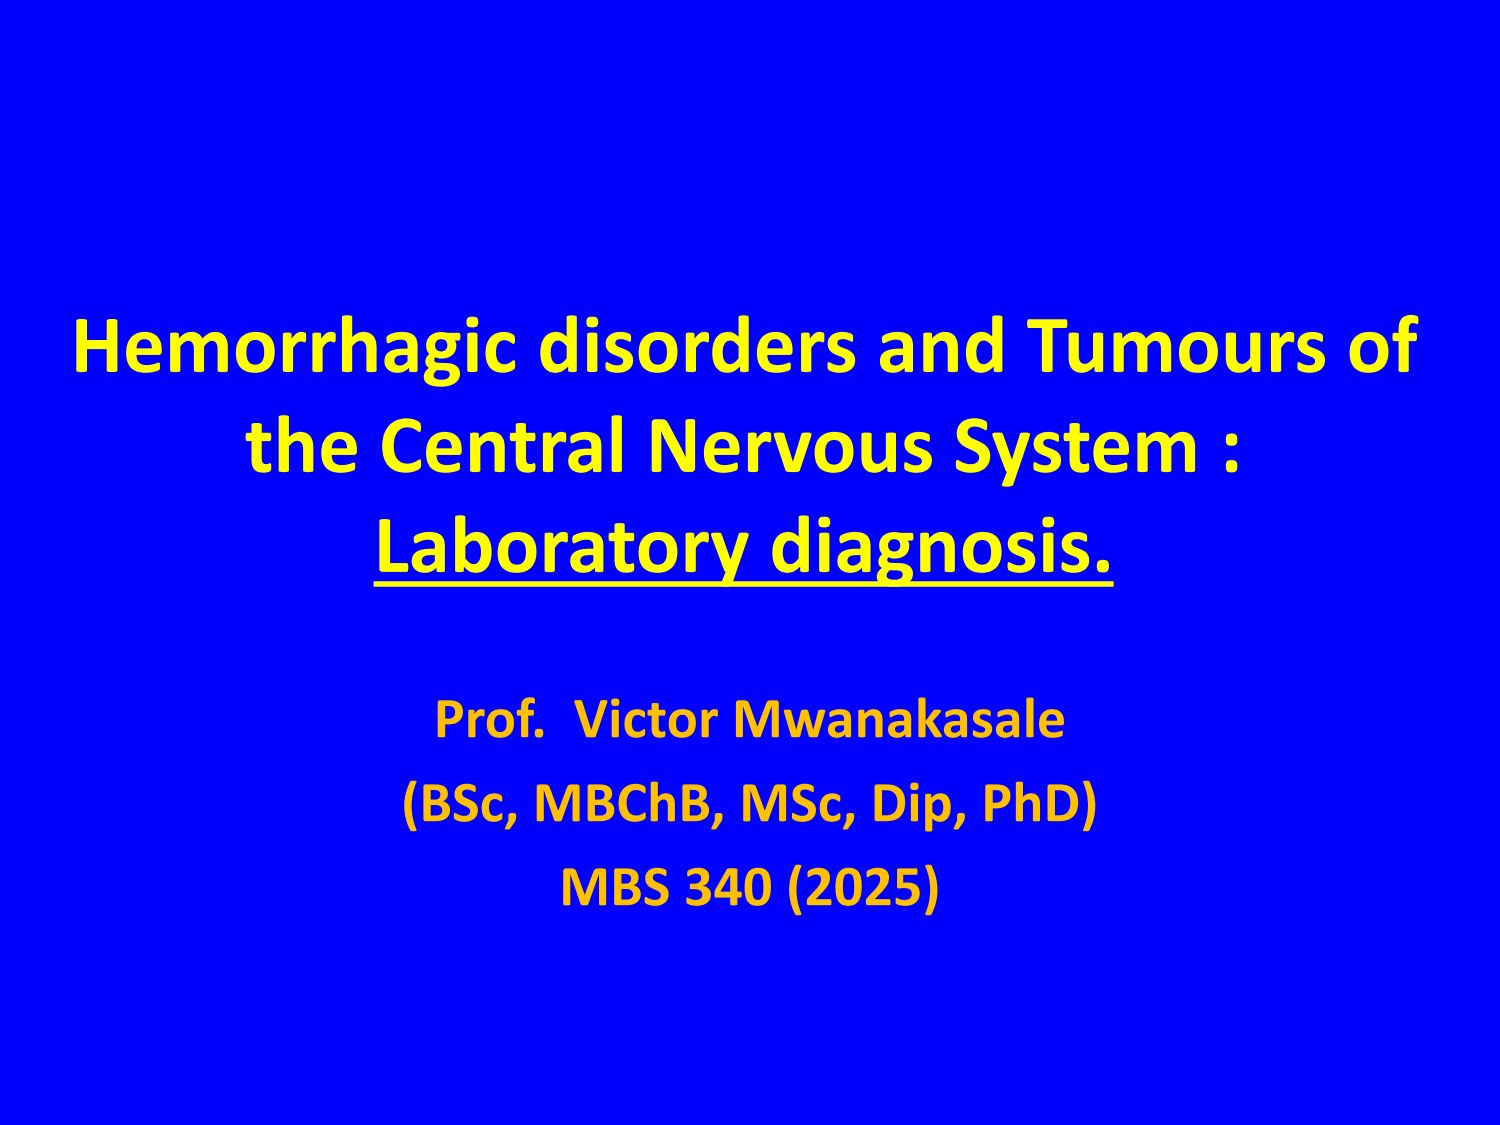 Hemorrhagic disorders and Tumours of
the Central Nervous System :
Laboratory diagnosis.
Prof.  Victor Mwanakasale
(BSc, MBChB, MSc, Dip, PhD)
MBS 340 (2025)